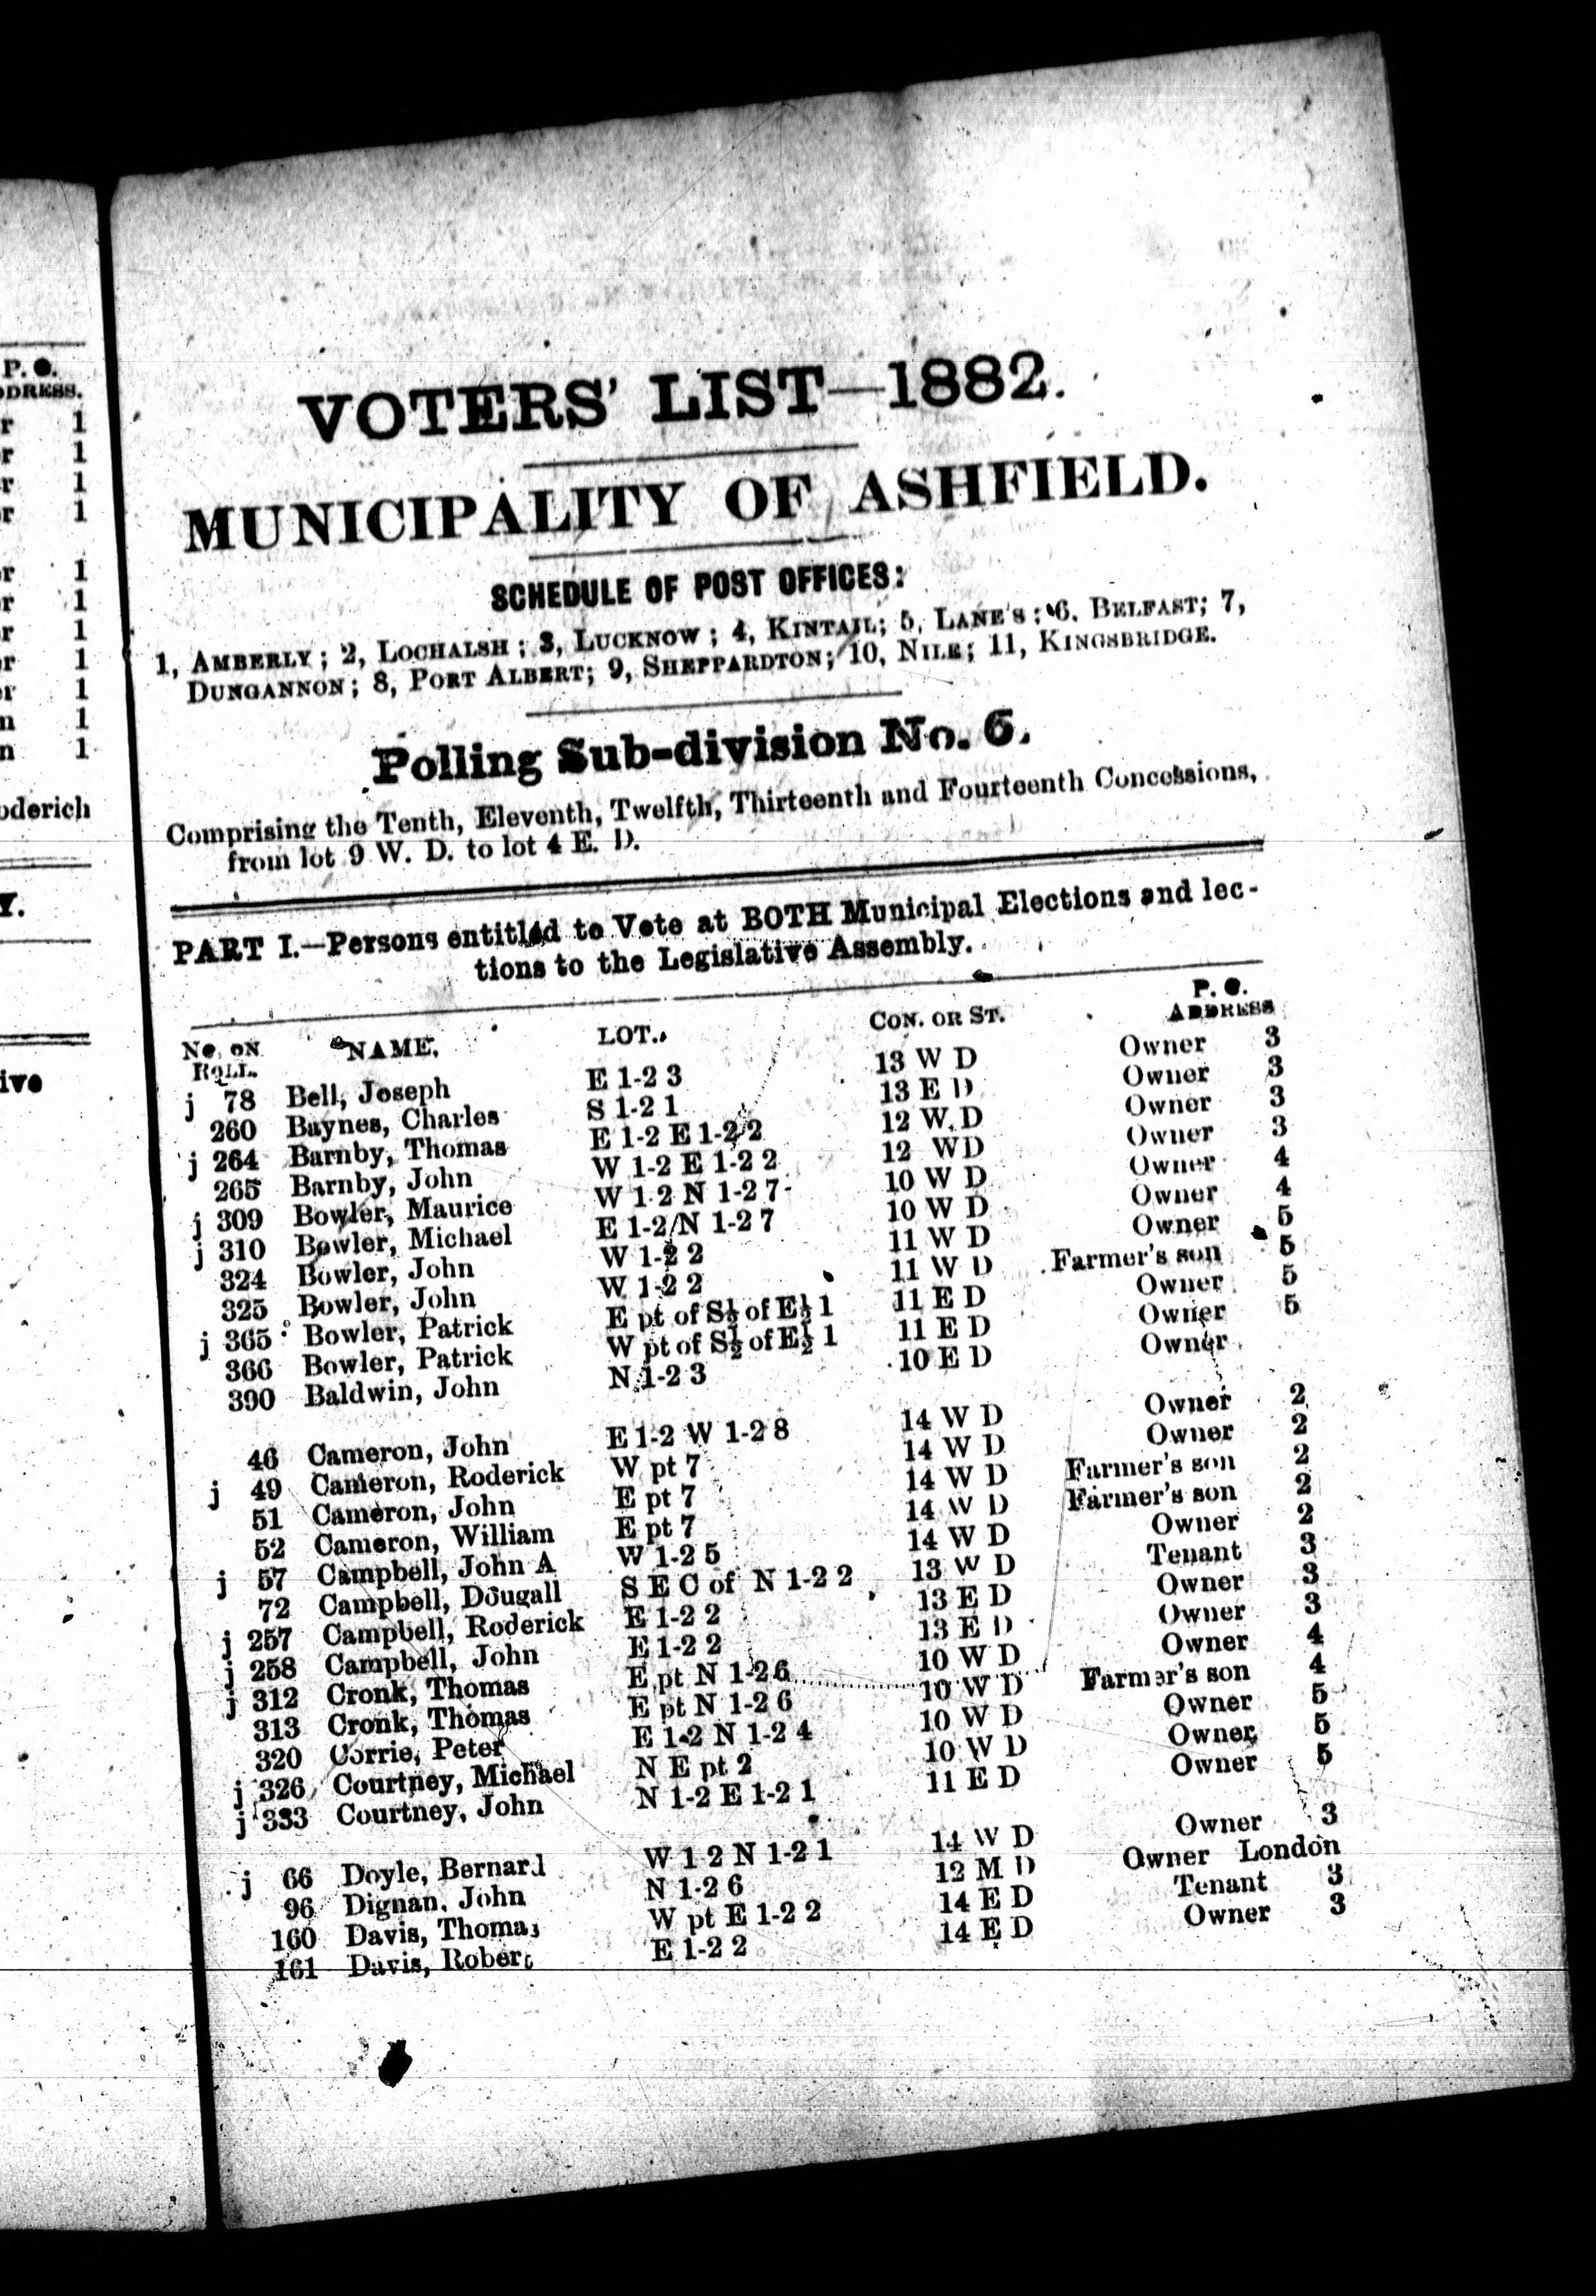 P. O.
DDRESS.
r 1
r 1
r 1
r 1
r 1
r 1
r 1
r 1
r 1
n 1
n 1
oderich
Y.
ive
VOTERS' LIST—1882.
MUNICIPALITY OF ASHFIELD.
SCHEDULE OF POST OFFICES:
1, AMBERLY; 2, LOCHALSH; 3, LUCKNOW; 4, KINTAIL; 5, LANE'S; 6, BELFAST; 7,
DUNGANNON; 8, PORT ALBERT; 9, SHEPPARDTON; 10, NILE; 11, KINGSBRIDGE.
Polling Sub-division No. 6.
Comprising the Tenth, Eleventh, Twelfth, Thirteenth and Fourteenth Concessions,
from lot 9 W. D. to lot 4 E. D.
PART I.—Persons entitled to Vote at BOTH Municipal Elections and lec-
tions to the Legislative Assembly.
No. ON ROLL. NAME. LOT. CON. OR ST. P. O. ADDRESS
j 78 Bell, Joseph E 1-2 3 13 W D Owner 3
260 Baynes, Charles S 1-2 1 13 E D Owner 3
j 264 Barnby, Thomas E 1-2 E 1-2 2 12 W D Owner 3
265 Barnby, John W 1-2 E 1-2 2 12 WD Owner 3
j 309 Bowler, Maurice W 1-2 N 1-2 7 10 W D Owner 4
j 310 Bowler, Michael E 1-2 N 1-2 7 10 W D Owner 4
324 Bowler, John W 1-2 2 11 W D Owner 5
325 Bowler, John W 1-2 2 11 W D Farmer's son 5
j 365 Bowler, Patrick E pt of S½ of E½ 1 11 E D Owner 5
366 Bowler, Patrick W pt of S½ of E½ 1 11 E D Owner 5
390 Baldwin, John N 1-2 3 10 E D Owner
46 Cameron, John E 1-2 W 1-2 8 14 W D Owner 2
j 49 Cameron, Roderick W pt 7 14 W D Owner 2
51 Cameron, John E pt 7 14 W D Farmer's son 2
52 Cameron, William E pt 7 14 W D Farmer's son 2
j 57 Campbell, John A W 1-2 5 14 W D Owner 2
72 Campbell, Dougall S E C of N 1-2 2 13 W D Tenant 3
j 257 Campbell, Roderick E 1-2 2 13 E D Owner 3
j 258 Campbell, John E 1-2 2 13 E D Owner 3
j 312 Cronk, Thomas E pt N 1-2 6 10 W D Owner 4
313 Cronk, Thomas E pt N 1-2 6 10 W D Farmer's son 4
320 Corrie, Peter E 1-2 N 1-2 4 10 W D Owner 5
j 326 Courtney, Michael N E pt 2 10 W D Owner 5
j 333 Courtney, John N 1-2 E 1-2 1 11 E D Owner 5
j 66 Doyle, Bernard W 1-2 N 1-2 1 14 W D Owner 3
96 Dignan, John N 1-2 6 12 M D Owner London
160 Davis, Thomas W pt E 1-2 2 14 E D Tenant 3
161 Davis, Robert E 1-2 2 14 E D Owner 3